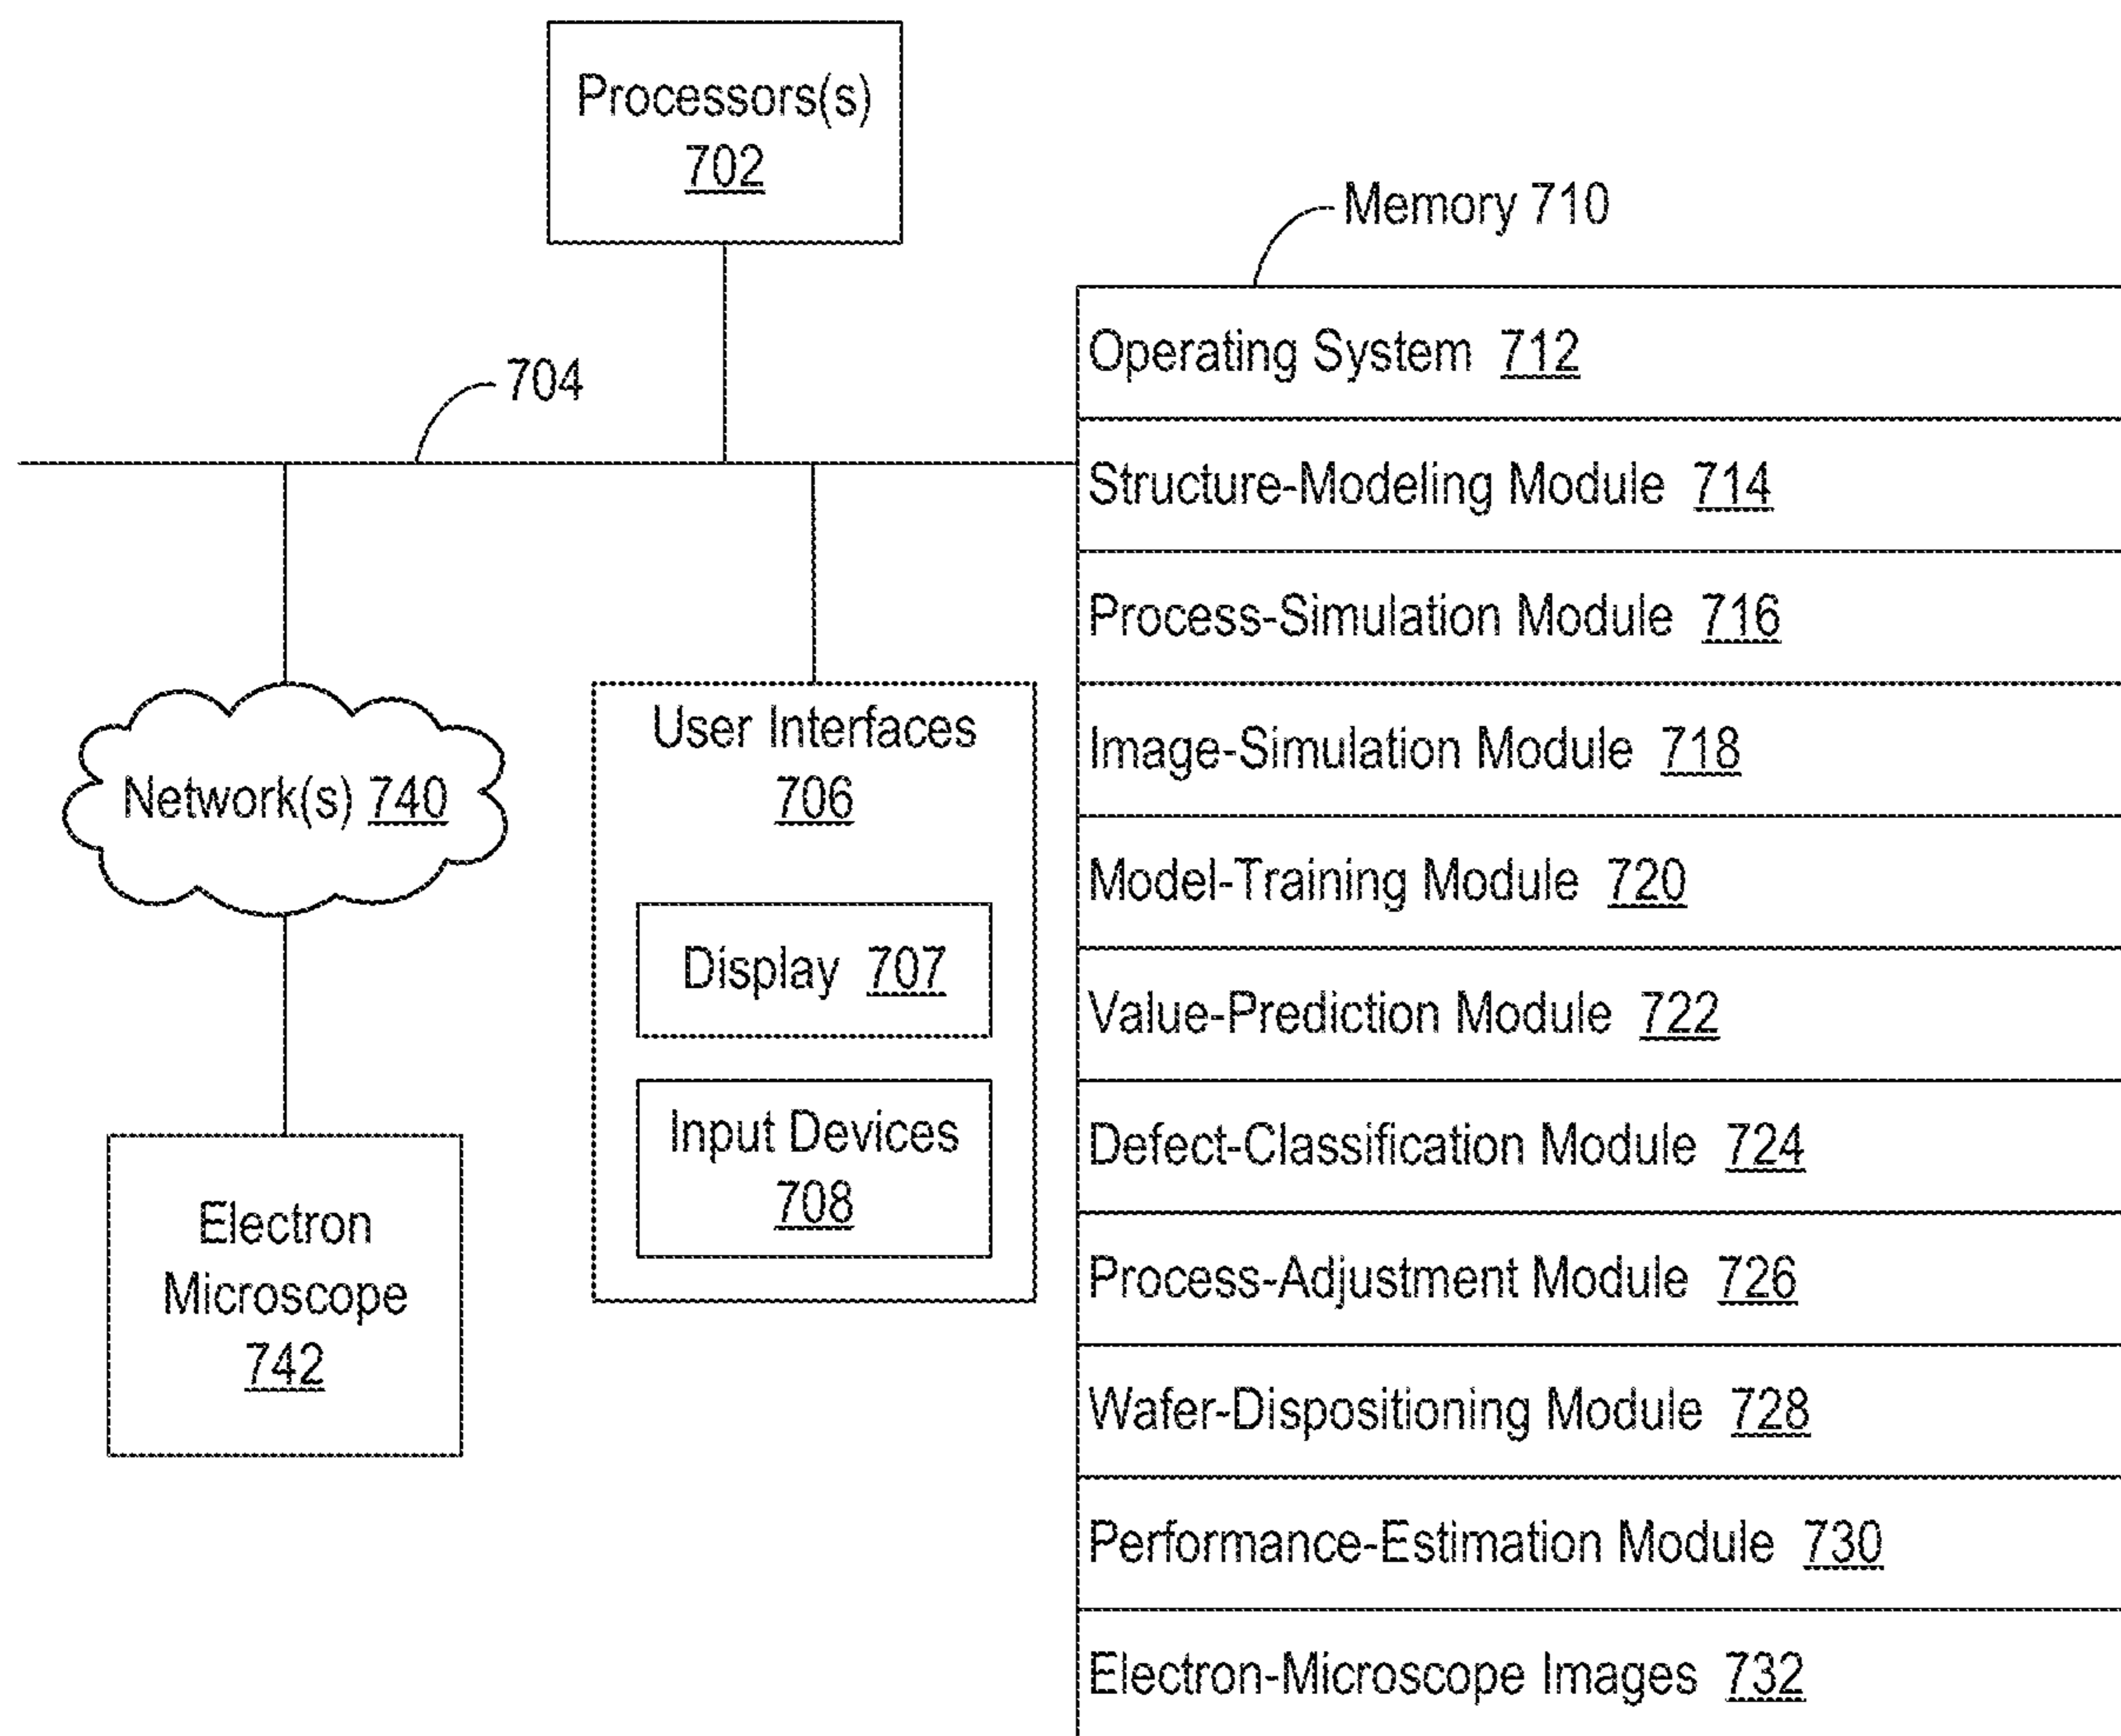 Processors(s)
702
Memory 710
704
Operating System 712
Structure-Modeling Module 714
Process-Simulation Module 716
Image-Simulation Module 718
Model-Training Module 720
Value-Prediction Module 722
Defect-Classification Module 724
Process-Adjustment Module 726
Wafer-Dispositioning Module 728
Performance-Estimation Module 730
Electron-Microscope Images 732
Network(s) 740
User Interfaces
706
Display 707
Input Devices
708
Electron
Microscope
742